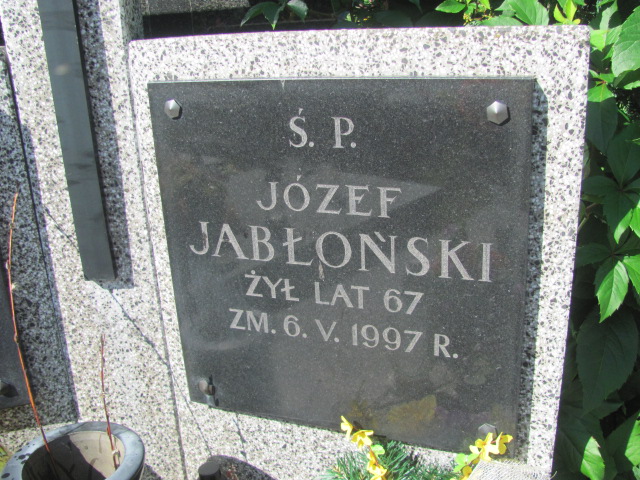 Ś. P.
JÓZEF
JABŁOŃSKI
ŻYŁ LAT 67
ZM. 6. V. 1997 R.